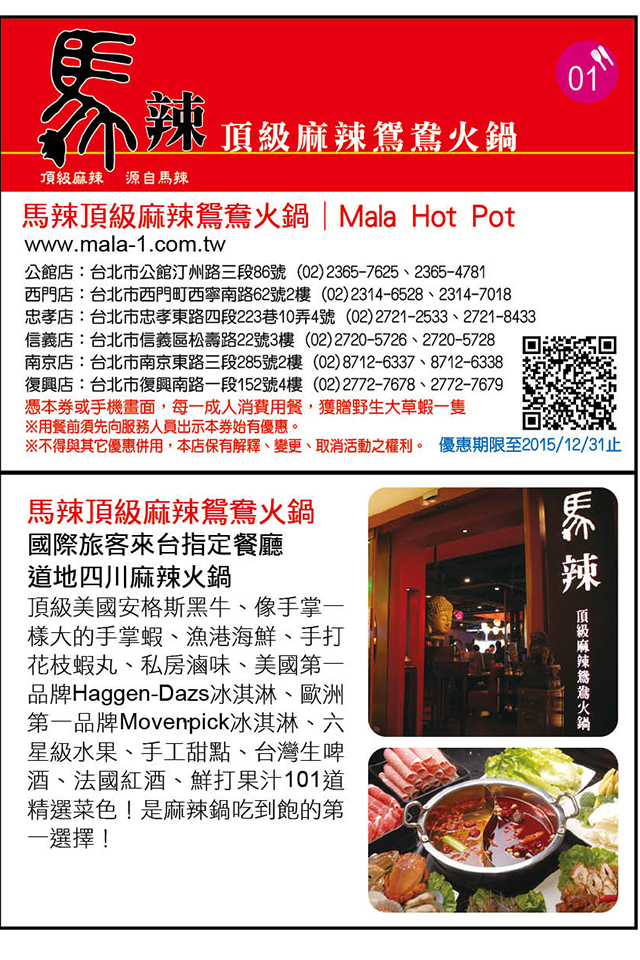 01
馬辣 頂級麻辣鴛鴦火鍋
頂級麻辣 源自馬辣
馬辣頂級麻辣鴛鴦火鍋｜Mala Hot Pot
www.mala-1.com.tw
公館店：台北市公館汀州路三段86號 (02)2365-7625、2365-4781
西門店：台北市西門町西寧南路62號2樓 (02)2314-6528、2314-7018
忠孝店：台北市忠孝東路四段223巷10弄4號 (02)2721-2533、2721-8433
信義店：台北市信義區松壽路22號3樓 (02)2720-5726、2720-5728
南京店：台北市南京東路三段285號2樓 (02)8712-6337、8712-6338
復興店：台北市復興南路一段152號4樓 (02)2772-7678、2772-7679
憑本券或手機畫面，每一成人消費用餐，獲贈野生大草蝦一隻
※用餐前須先向服務人員出示本券始有優惠。
※不得與其它優惠併用，本店保有解釋、變更、取消活動之權利。 優惠期限至2015/12/31止
馬辣頂級麻辣鴛鴦火鍋
國際旅客來台指定餐廳
道地四川麻辣火鍋
頂級美國安格斯黑牛、像手掌一
樣大的手掌蝦、漁港海鮮、手打
花枝蝦丸、私房滷味、美國第一
品牌Haggen-Dazs冰淇淋、歐洲
第一品牌Movenpick冰淇淋、六
星級水果、手工甜點、台灣生啤
酒、法國紅酒、鮮打果汁101道
精選菜色！是麻辣鍋吃到飽的第
一選擇！
馬辣
頂級麻辣鴛鴦火鍋